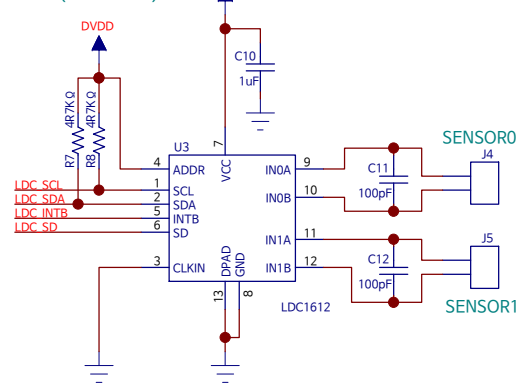 DVDD
C10
1uF
4R7KΩ
4R7KΩ
R7
R8
U3
7
VCC
4 ADDR
IN0A 9
SENSOR0
J4
C11
100pF
LDC_SCL 1 SCL
LDC_SDA 2 SDA
IN0B 10
LDC_INTB 5 INTB
LDC_SD 6 SD
IN1A 11
J5
C12
100pF
3 CLKIN
DPAD
GND
IN1B 12
13
8
LDC1612
SENSOR1